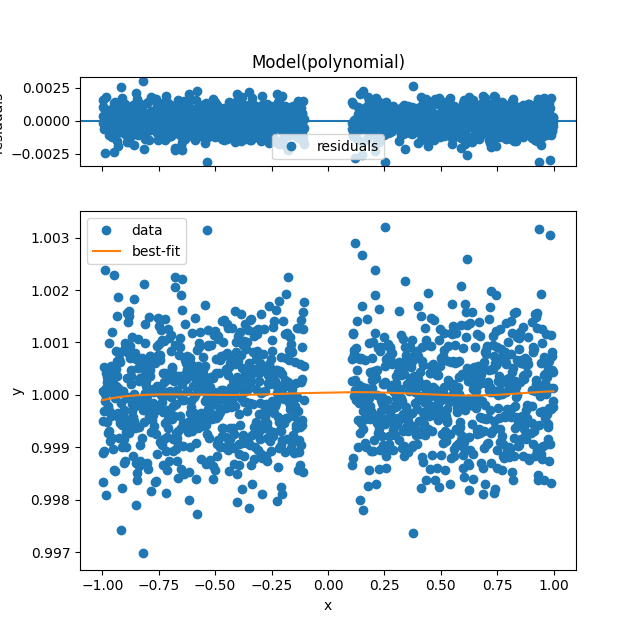 Model(polynomial)
0.0025
0.0000
−0.0025
residuals
residuals
data
best-fit
1.003
1.002
1.001
1.000
0.999
0.998
0.997
y
−1.00 −0.75 −0.50 −0.25 0.00 0.25 0.50 0.75 1.00
x